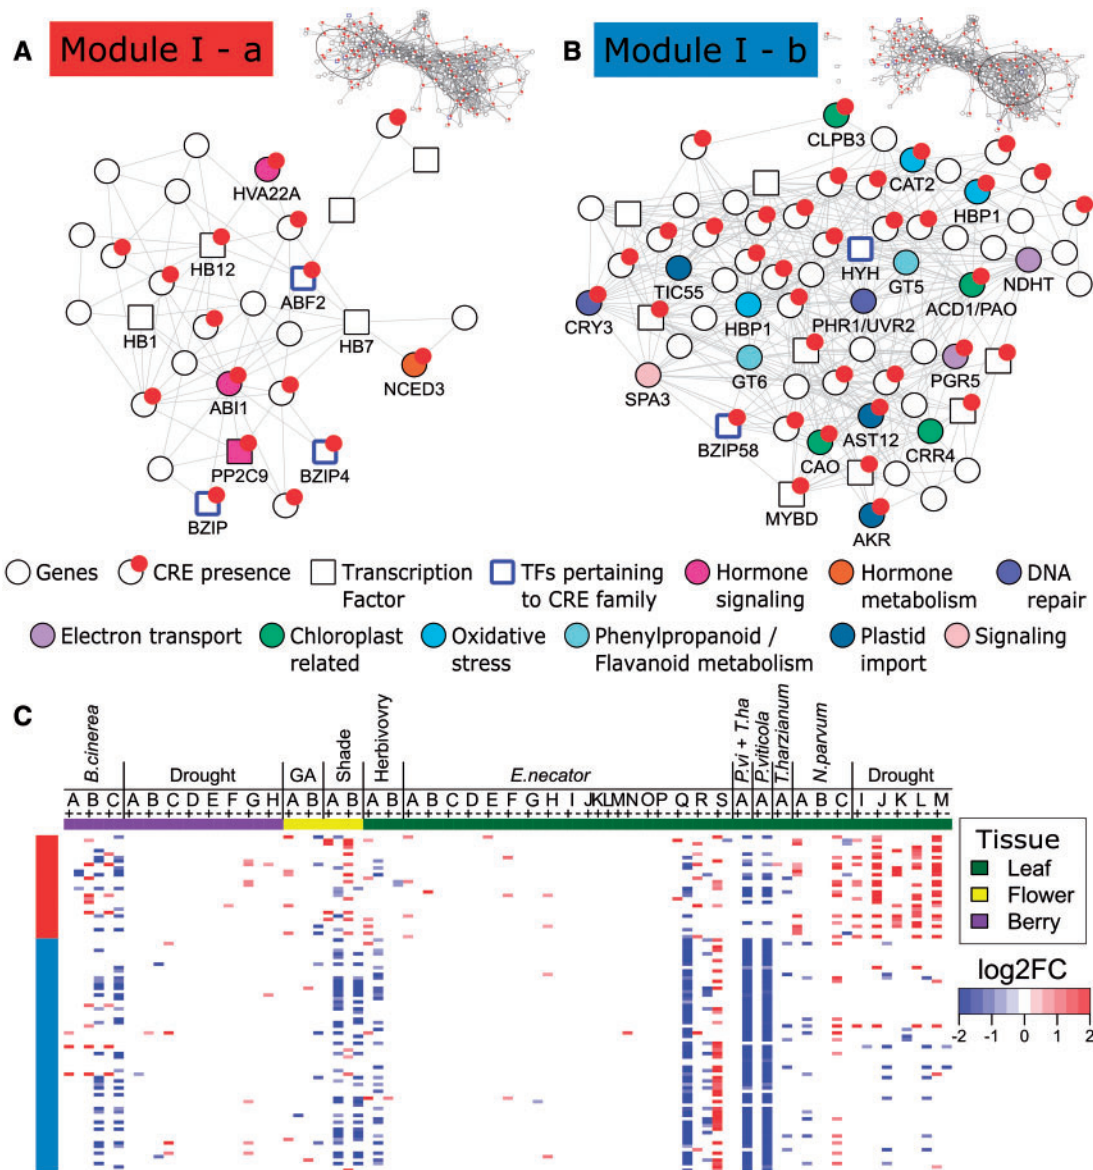 A
Module I - a
HVA22A
HB12
ABF2
HB1
HB7
NCED3
ABI1
PP2C9
BZIP4
BZIP
B
Module I - b
CLPB3
CAT2
HBP1
HYH
GT5
NDHT
TIC55
CRY3
HBP1
PHR1/UVR2
ACD1/PAO
GT6
SPA3
PGR5
BZIP58
AST12
CAO
CRR4
MYBD
AKR
Genes
CRE presence
Transcription
Factor
TFs pertaining
to CRE family
Hormone
signaling
Hormone
metabolism
DNA
repair
Electron transport
Chloroplast
related
Oxidative
stress
Phenylpropanoid /
Flavanoid metabolism
Plastid
import
Signaling
C
B.cinerea
Drought
GA
Shade
Herbivovry
E.necator
P.vi + T.ha
P.viticola
T.harzianum
N.parvum
Drought
A B C A B C D E F G H A B A B A B A B C D E F G H I J K L M N O P Q R S A A A A B C I J K L M
Tissue
Leaf
Flower
Berry
log2FC
-2 -1 0 1 2